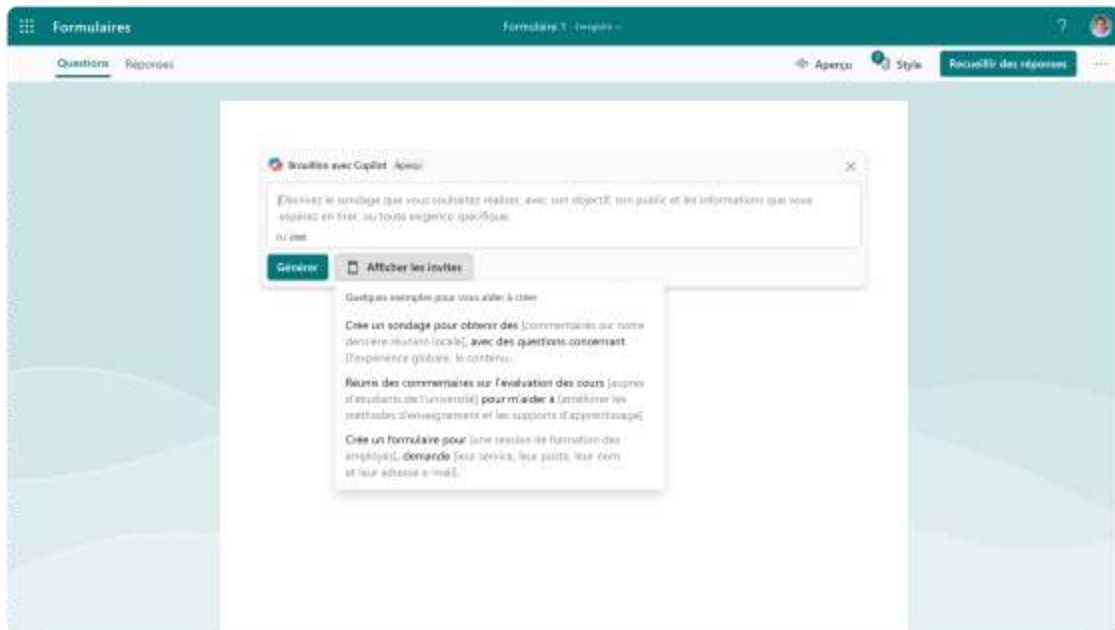 Formulaires
Formulaire 1 - Enregistré
?
Questions
Réponses
Aperçu
Style
Recueillir des réponses
...
Brouillon avec Copilot Aperçu
Décrivez le sondage que vous souhaitez réaliser, avec son objectif, son public et les informations que vous
espérez en tirer, ou toute exigence spécifique.
Générer
Afficher les invites
Quelques exemples pour vous aider à créer
Crée un sondage pour obtenir des [commentaires sur notre
dernière réunion locale], avec des questions concernant
[l'expérience globale, le contenu...
Réunis des commentaires sur l'évaluation des cours [auprès
d'étudiants de l'université] pour m'aider à [améliorer les
méthodes d'enseignement et les supports d'apprentissage]
Crée un formulaire pour [une session de formation des
employés], demande [leur service, leur poste, leur nom
et leur adresse e-mail].